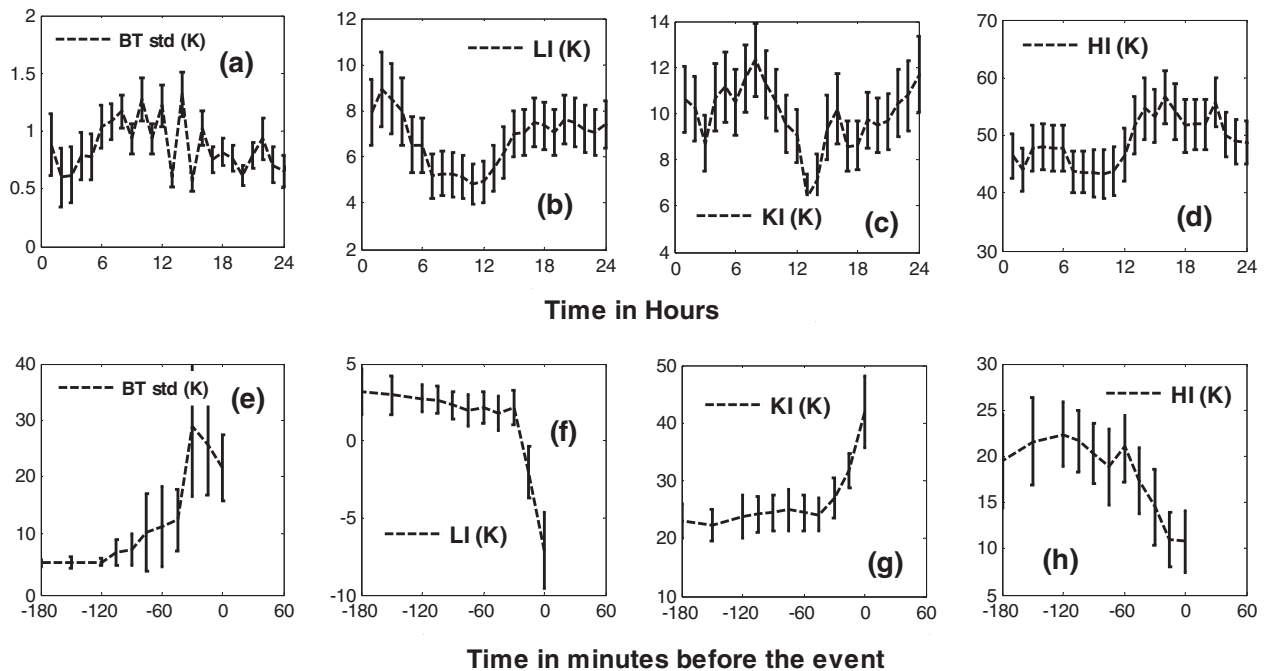 BT std (K)
(a)
2
1.5
1
0.5
0
0 6 12 18 24
LI (K)
(b)
12
10
8
6
4
2
0 6 12 18 24
KI (K)
(c)
14
12
10
8
6
4
0 6 12 18 24
HI (K)
(d)
70
60
50
40
30
0 6 12 18 24
Time in Hours
BT std (K)
(e)
40
30
20
10
0
-180 -120 -60 0 60
LI (K)
(f)
5
0
-5
-10
-180 -120 -60 0 60
KI (K)
(g)
50
40
30
20
10
-180 -120 -60 0 60
HI (K)
(h)
30
25
20
15
10
5
-180 -120 -60 0 60
Time in minutes before the event